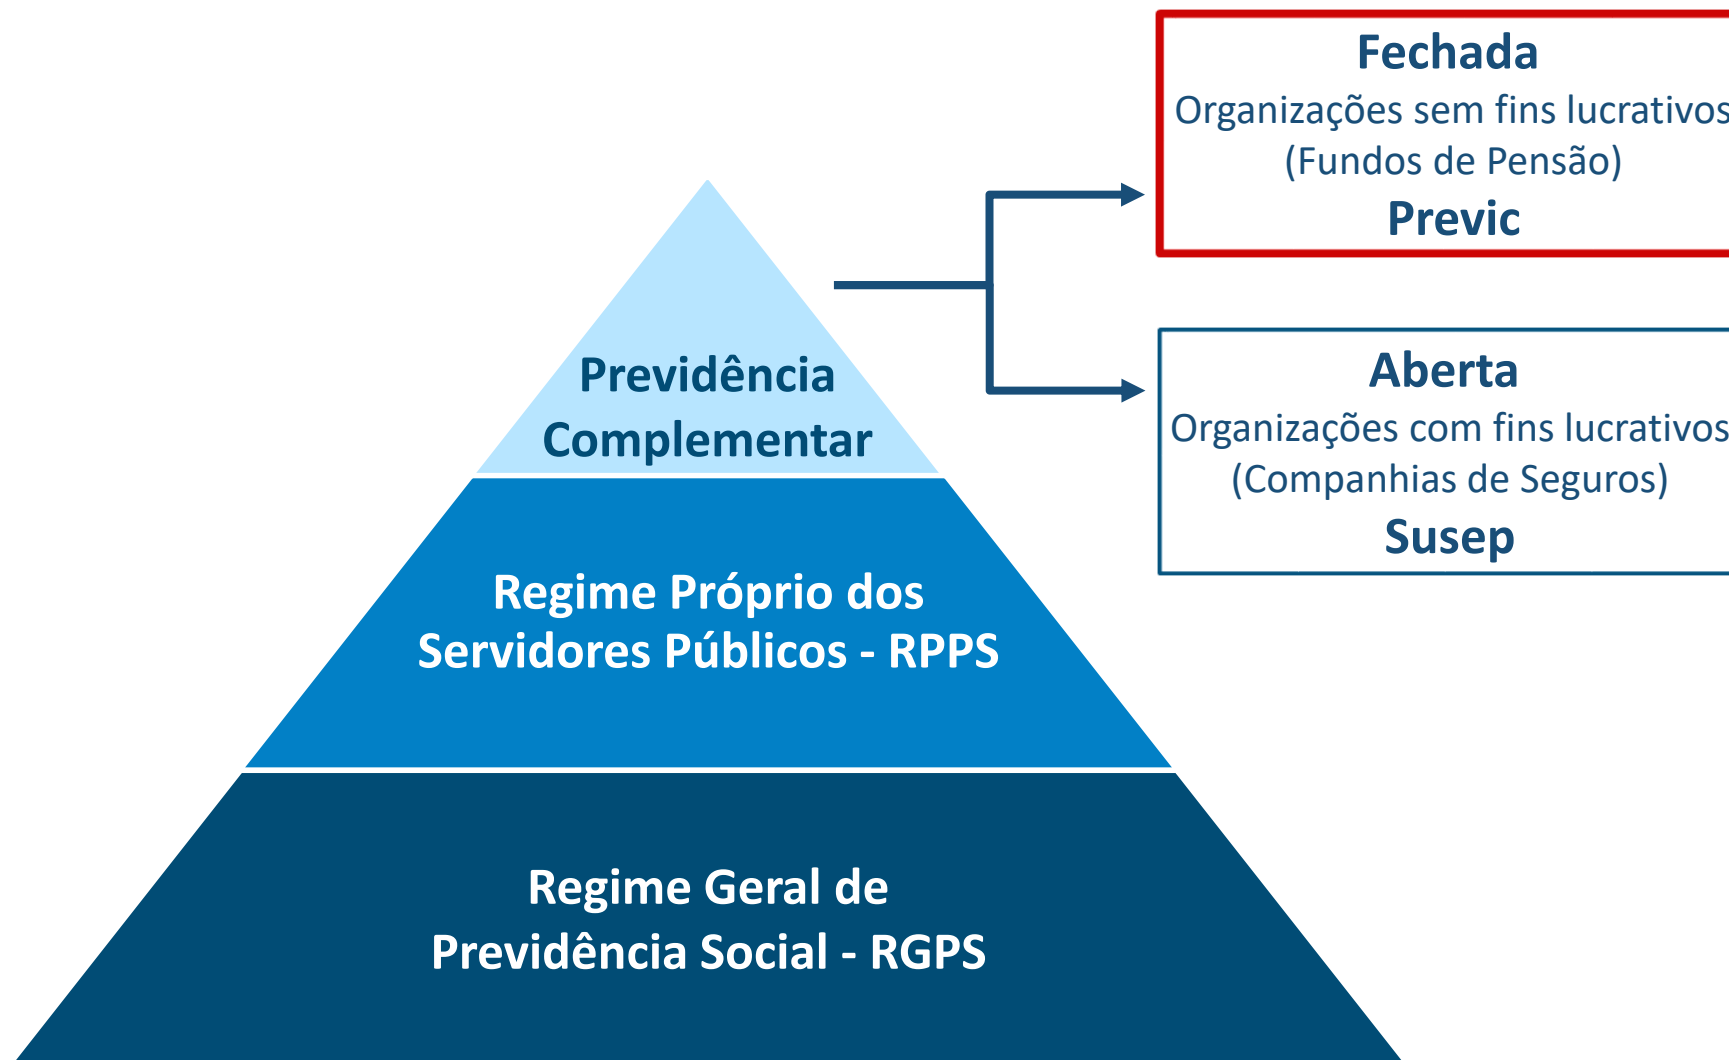 Fechada
Organizações sem fins lucrativos
(Fundos de Pensão)
Previc
Aberta
Organizações com fins lucrativos
(Companhias de Seguros)
Susep
Previdência
Complementar
Regime Próprio dos
Servidores Públicos - RPPS
Regime Geral de
Previdência Social - RGPS